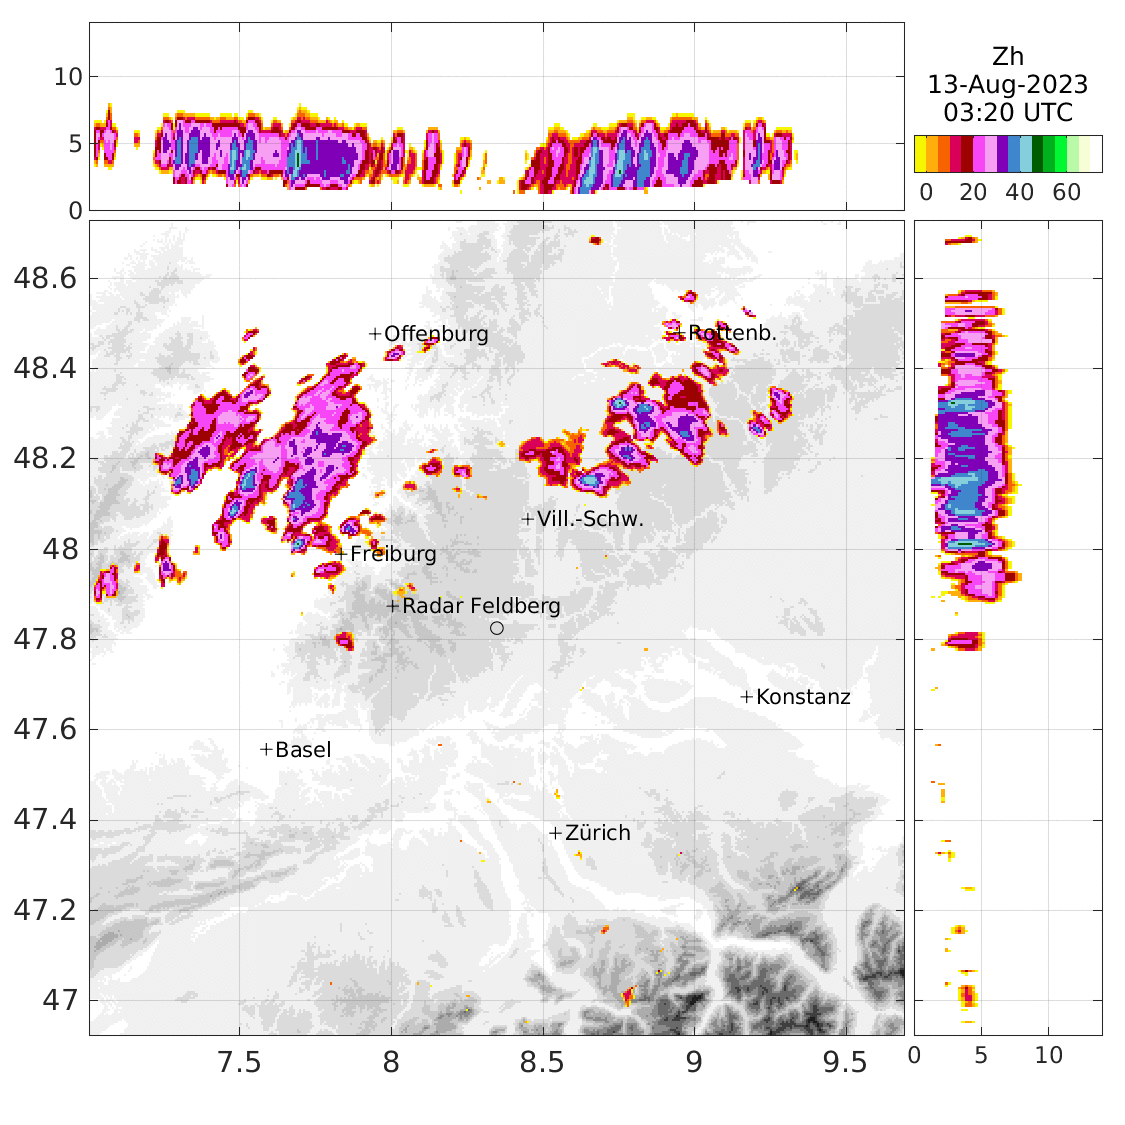 10
5
0
Zh
13-Aug-2023
03:20 UTC
0 20 40 60
48.6
48.4
48.2
48
47.8
47.6
47.4
47.2
47
Offenburg
Rottenb.
Vill.-Schw.
Freiburg
Radar Feldberg
Konstanz
Basel
Zürich
7.5 8 8.5 9 9.5
0 5 10